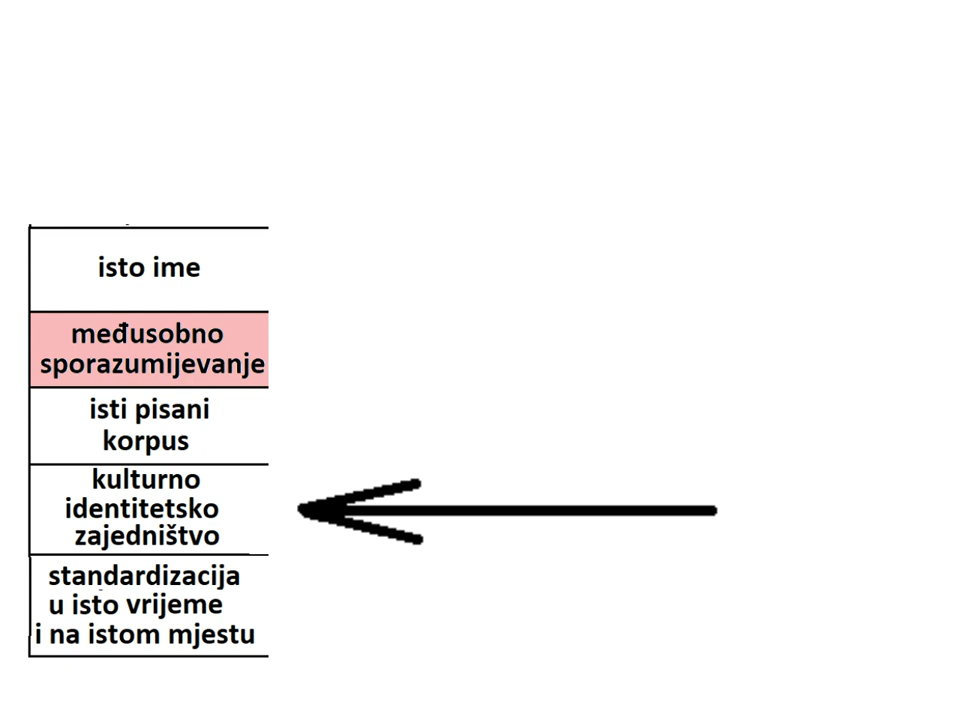 isto ime
međusobno
sporazumijevanje
isti pisani
korpus
kulturno
identitetsko
zajedništvo
standardizacija
u isto vrijeme
i na istom mjestu